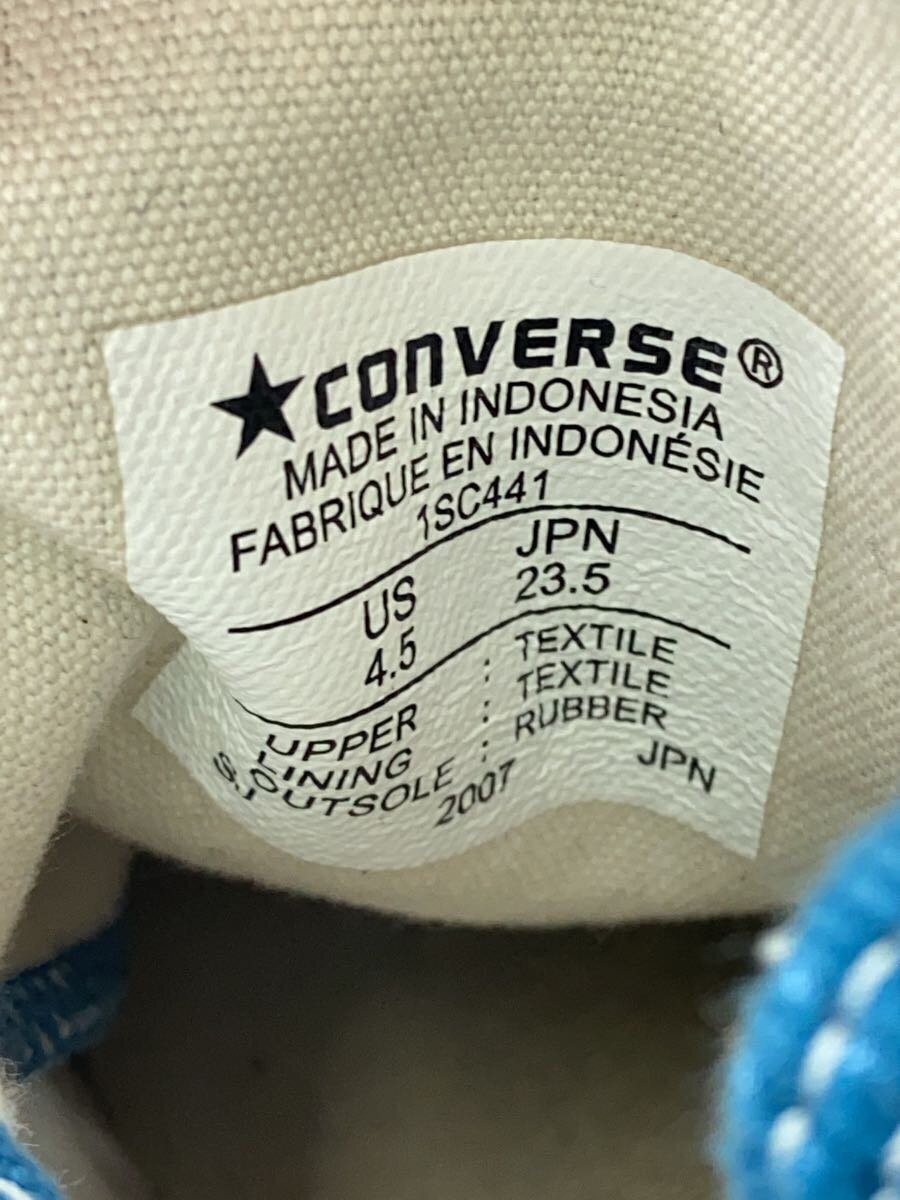 ★CONVERSE®
MADE IN INDONESIA
FABRIQUE EN INDONÉSIE
1SC441
US JPN
4.5 23.5
UPPER : TEXTILE
LINING : TEXTILE
OUTSOLE : RUBBER
S.J 2007 JPN